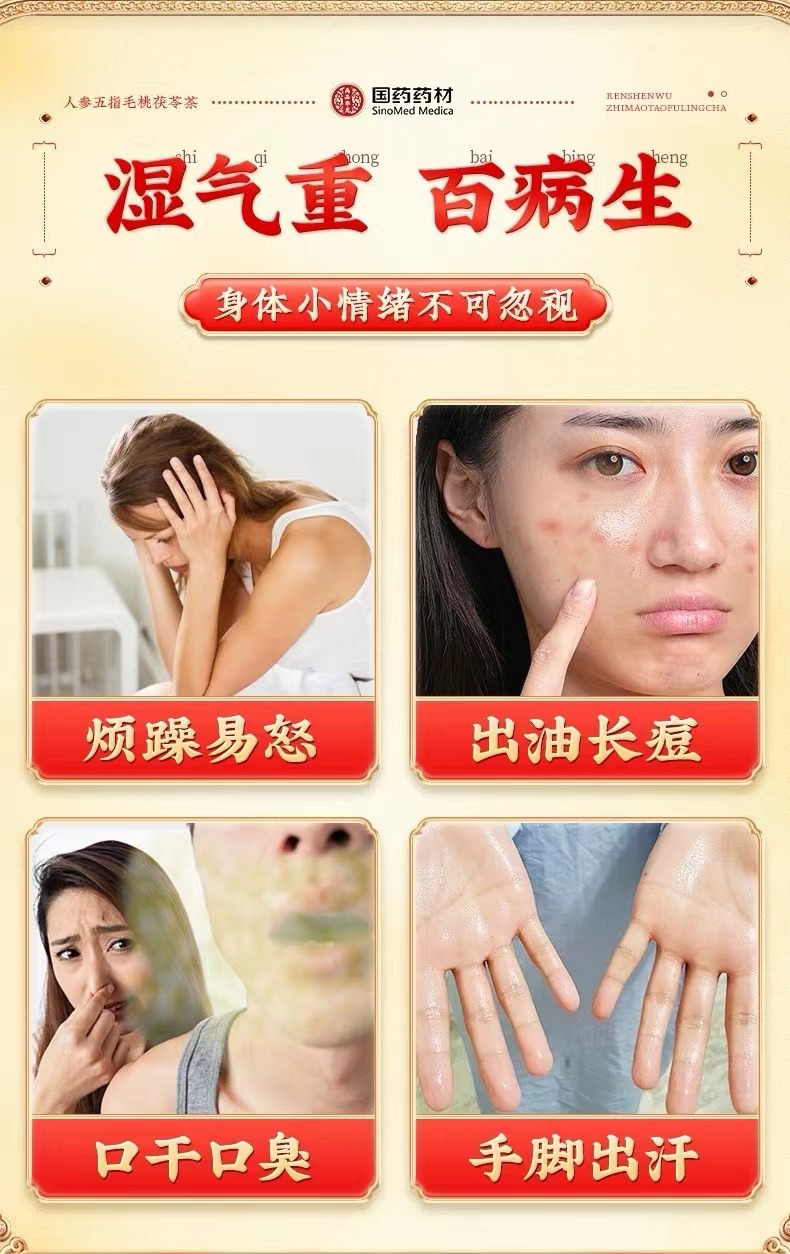 人参五指毛桃茯苓茶
国药药材
SinoMed Medica
RENSHENWU
ZHIMAOTAOFULINGCHA
shi qi zhong bai bing sheng
湿气重 百病生
身体小情绪不可忽视
烦躁易怒
出油长痘
口干口臭
手脚出汗